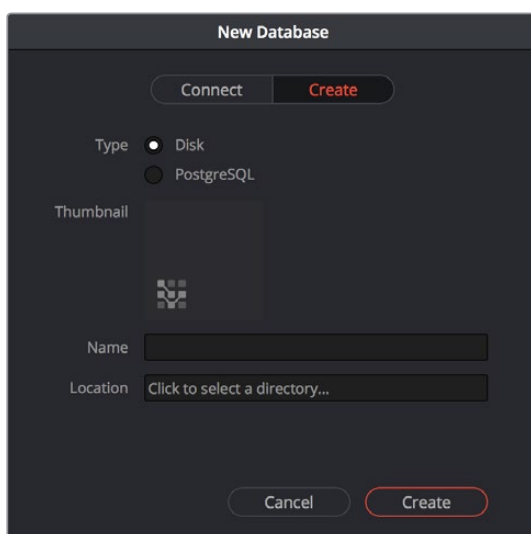 New Database
Connect Create
Type Disk
PostgreSQL
Thumbnail
Name
Location Click to select a directory...
Cancel Create